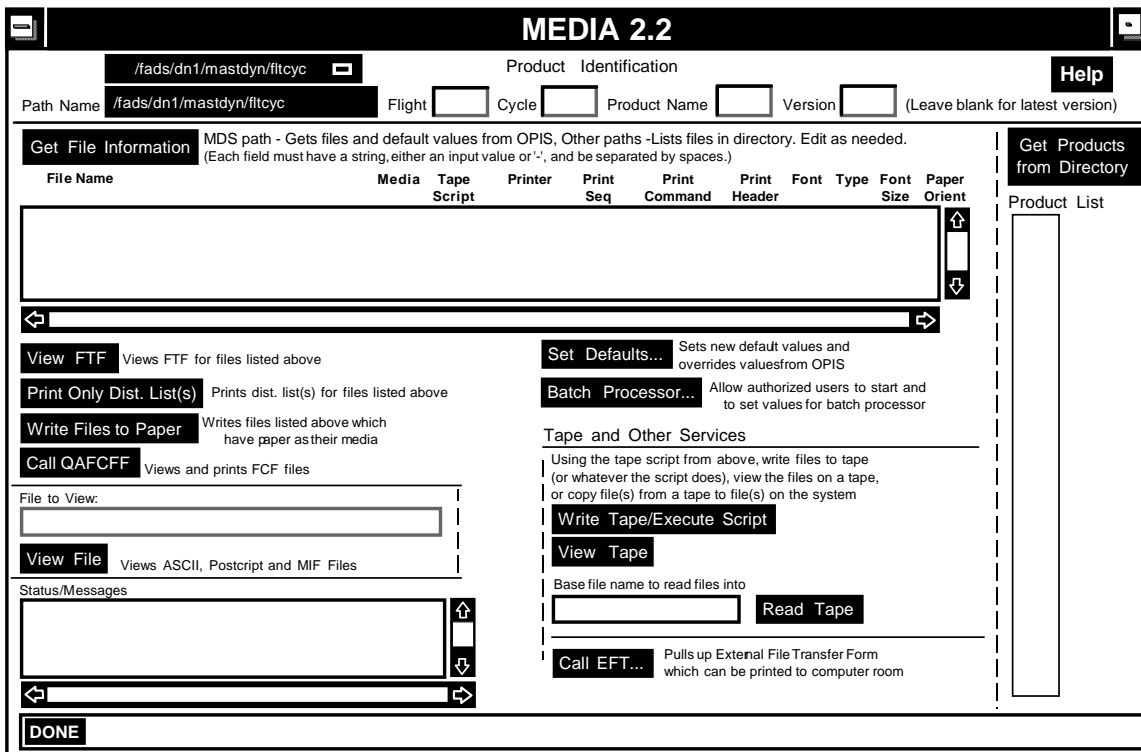 MEDIA 2.2
/fads/dn1/mastdyn/fltcyc
Product Identification
Help
Path Name /fads/dn1/mastdyn/fltcyc Flight Cycle Product Name Version (Leave blank for latest version)
Get File Information
MDS path - Gets files and default values from OPIS, Other paths -Lists files in directory. Edit as needed.
(Each field must have a string, either an input value or '-', and be separated by spaces.)
Get Products
from Directory
File Name Media Tape Script Printer Print Seq Print Command Print Header Font Type Font Size Paper Orient
Product List
View FTF Views FTF for files listed above
Print Only Dist. List(s) Prints dist. list(s) for files listed above
Write Files to Paper Writes files listed above which
have paper as their media
Call QAFCFF Views and prints FCF files
File to View:
View File Views ASCII, Postcript and MIF Files
Status/Messages
Set Defaults... Sets new default values and
overrides valuesfrom OPIS
Batch Processor... Allow authorized users to start and
to set values for batch processor
Tape and Other Services
Using the tape script from above, write files to tape
(or whatever the script does), view the files on a tape,
or copy file(s) from a tape to file(s) on the system
Write Tape/Execute Script
View Tape
Base file name to read files into
Read Tape
Call EFT... Pulls up External File Transfer Form
which can be printed to computer room
DONE